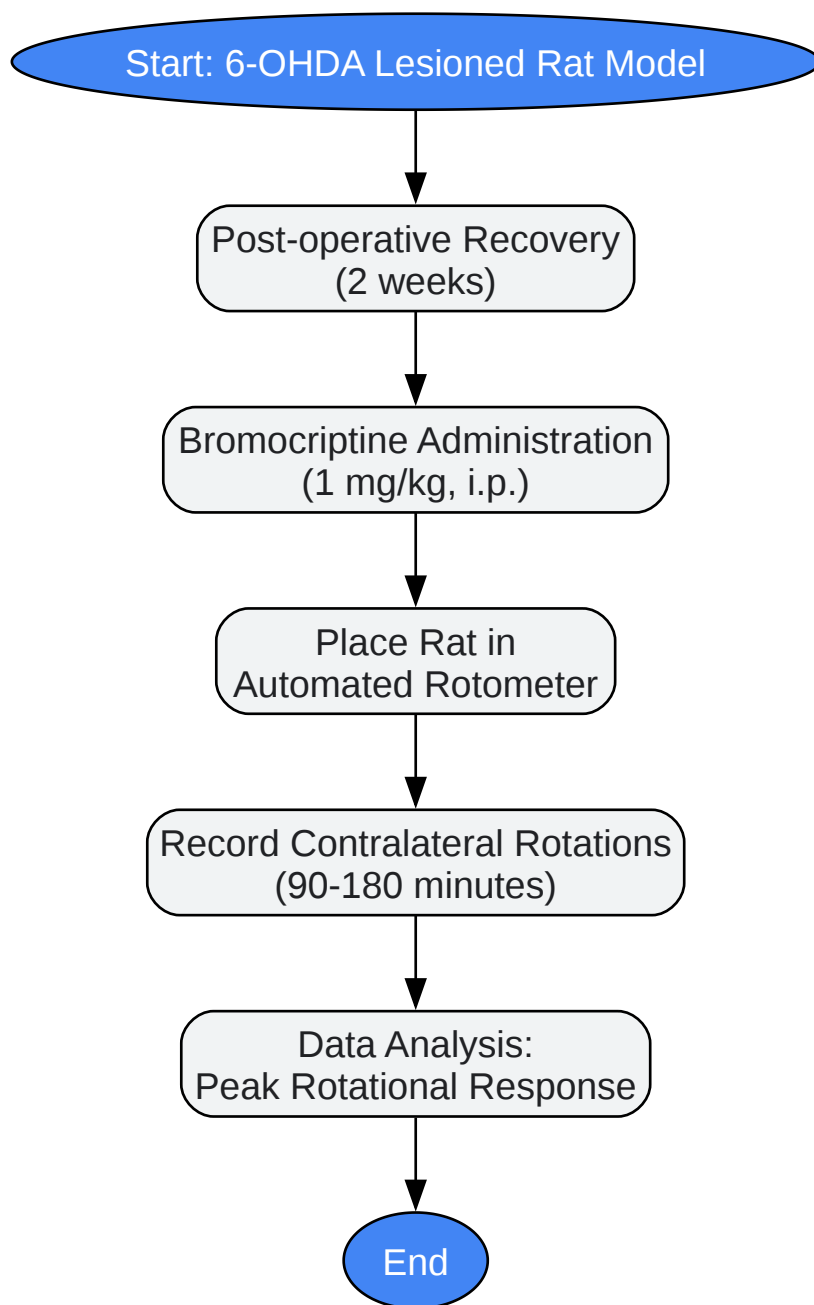 Start: 6-OHDA Lesioned Rat Model
Post-operative Recovery
(2 weeks)
Bromocriptine Administration
(1 mg/kg, i.p.)
Place Rat in
Automated Rotometer
Record Contralateral Rotations
(90-180 minutes)
Data Analysis:
Peak Rotational Response
End